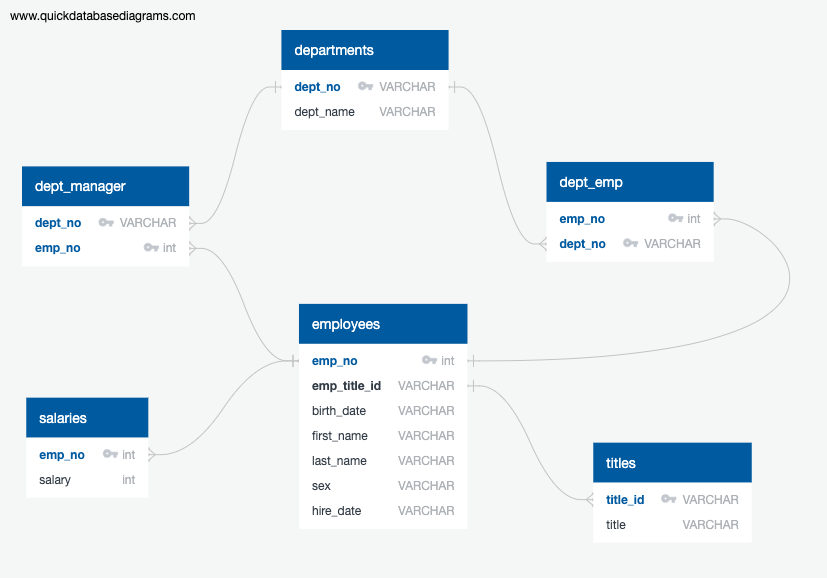 www.quickdatabasediagrams.com
departments
dept_no VARCHAR
dept_name VARCHAR
dept_manager
dept_no VARCHAR
emp_no int
dept_emp
emp_no int
dept_no VARCHAR
employees
emp_no int
emp_title_id VARCHAR
birth_date VARCHAR
first_name VARCHAR
last_name VARCHAR
sex VARCHAR
hire_date VARCHAR
salaries
emp_no int
salary int
titles
title_id VARCHAR
title VARCHAR